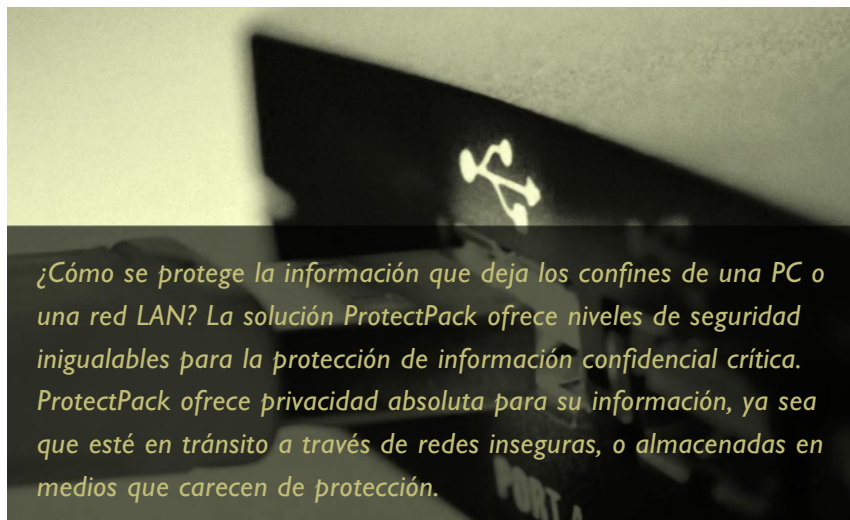 ¿Cómo se protege la información que deja los confines de una PC o
una red LAN? La solución ProtectPack ofrece niveles de seguridad
inigualables para la protección de información confidencial crítica.
ProtectPack ofrece privacidad absoluta para su información, ya sea
que esté en tránsito a través de redes inseguras, o almacenadas en
medios que carecen de protección.
PORT A